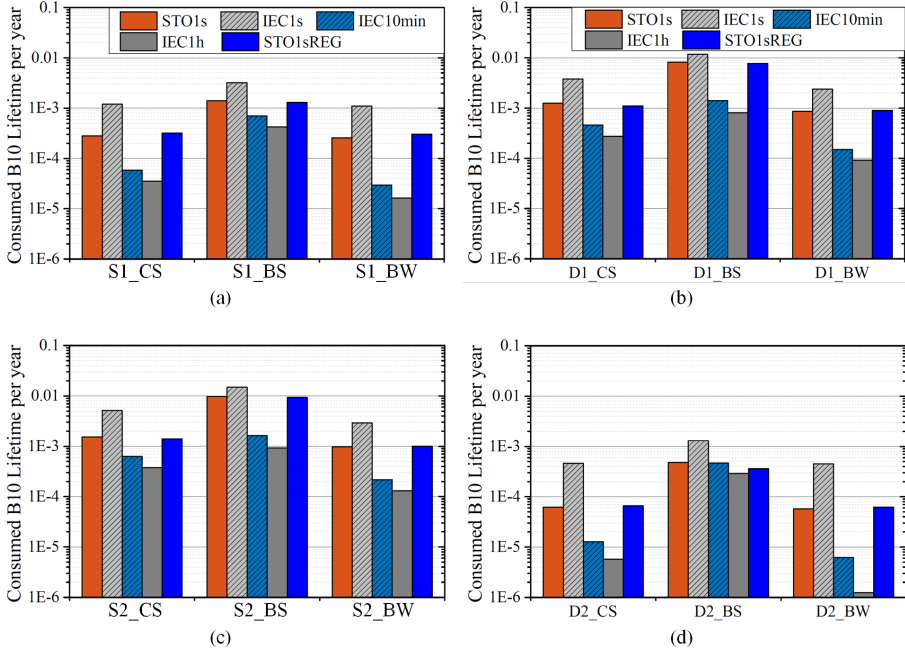 STO1s IEC1s IEC10min
IEC1h STO1sREG
Consumed B10 Lifetime per year
0.1
0.01
1E-3
1E-4
1E-5
1E-6
S1_CS S1_BS S1_BW
(a)
STO1s IEC1s IEC10min
IEC1h STO1sREG
Consumed B10 Lifetime per year
0.1
0.01
1E-3
1E-4
1E-5
1E-6
D1_CS D1_BS D1_BW
(b)
Consumed B10 Lifetime per year
0.1
0.01
1E-3
1E-4
1E-5
1E-6
S2_CS S2_BS S2_BW
(c)
Consumed B10 Lifetime per year
0.1
0.01
1E-3
1E-4
1E-5
1E-6
D2_CS D2_BS D2_BW
(d)